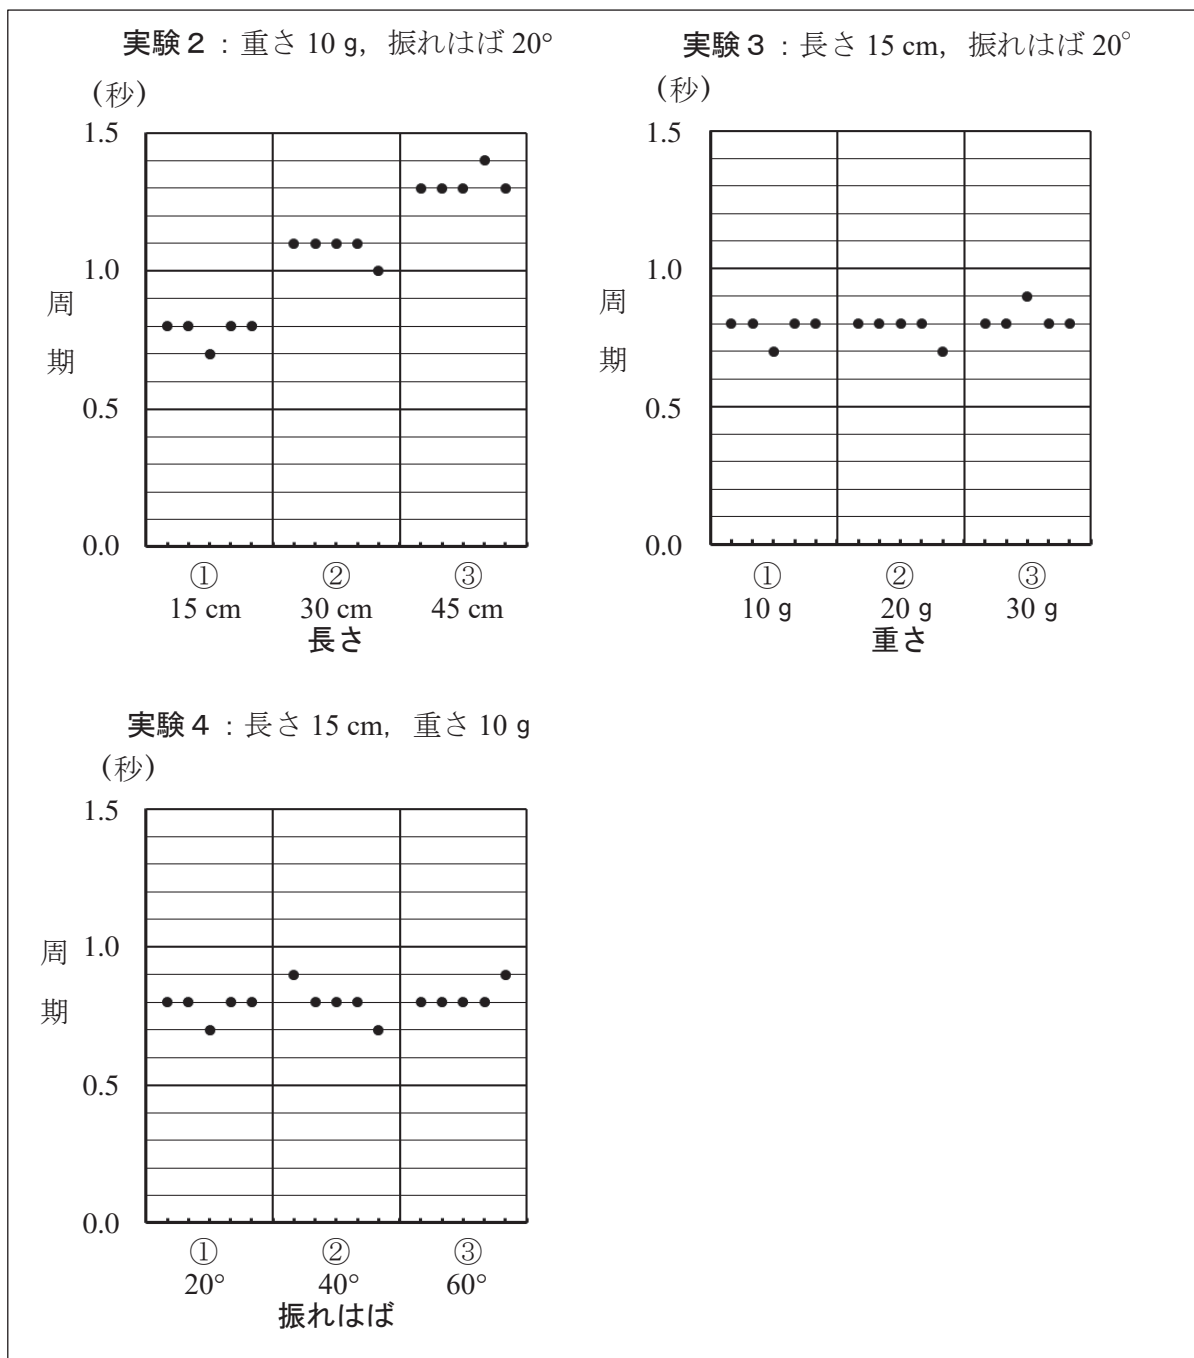 実験2：重さ 10 g，振れはば 20°
(秒)
1.5
1.0
周期
0.5
0.0
① ② ③
15 cm 30 cm 45 cm
長さ
実験3：長さ 15 cm，振れはば 20°
(秒)
1.5
1.0
周期
0.5
0.0
① ② ③
10 g 20 g 30 g
重さ
実験4：長さ 15 cm，重さ 10 g
(秒)
1.5
1.0
周期
0.5
0.0
① ② ③
20° 40° 60°
振れはば